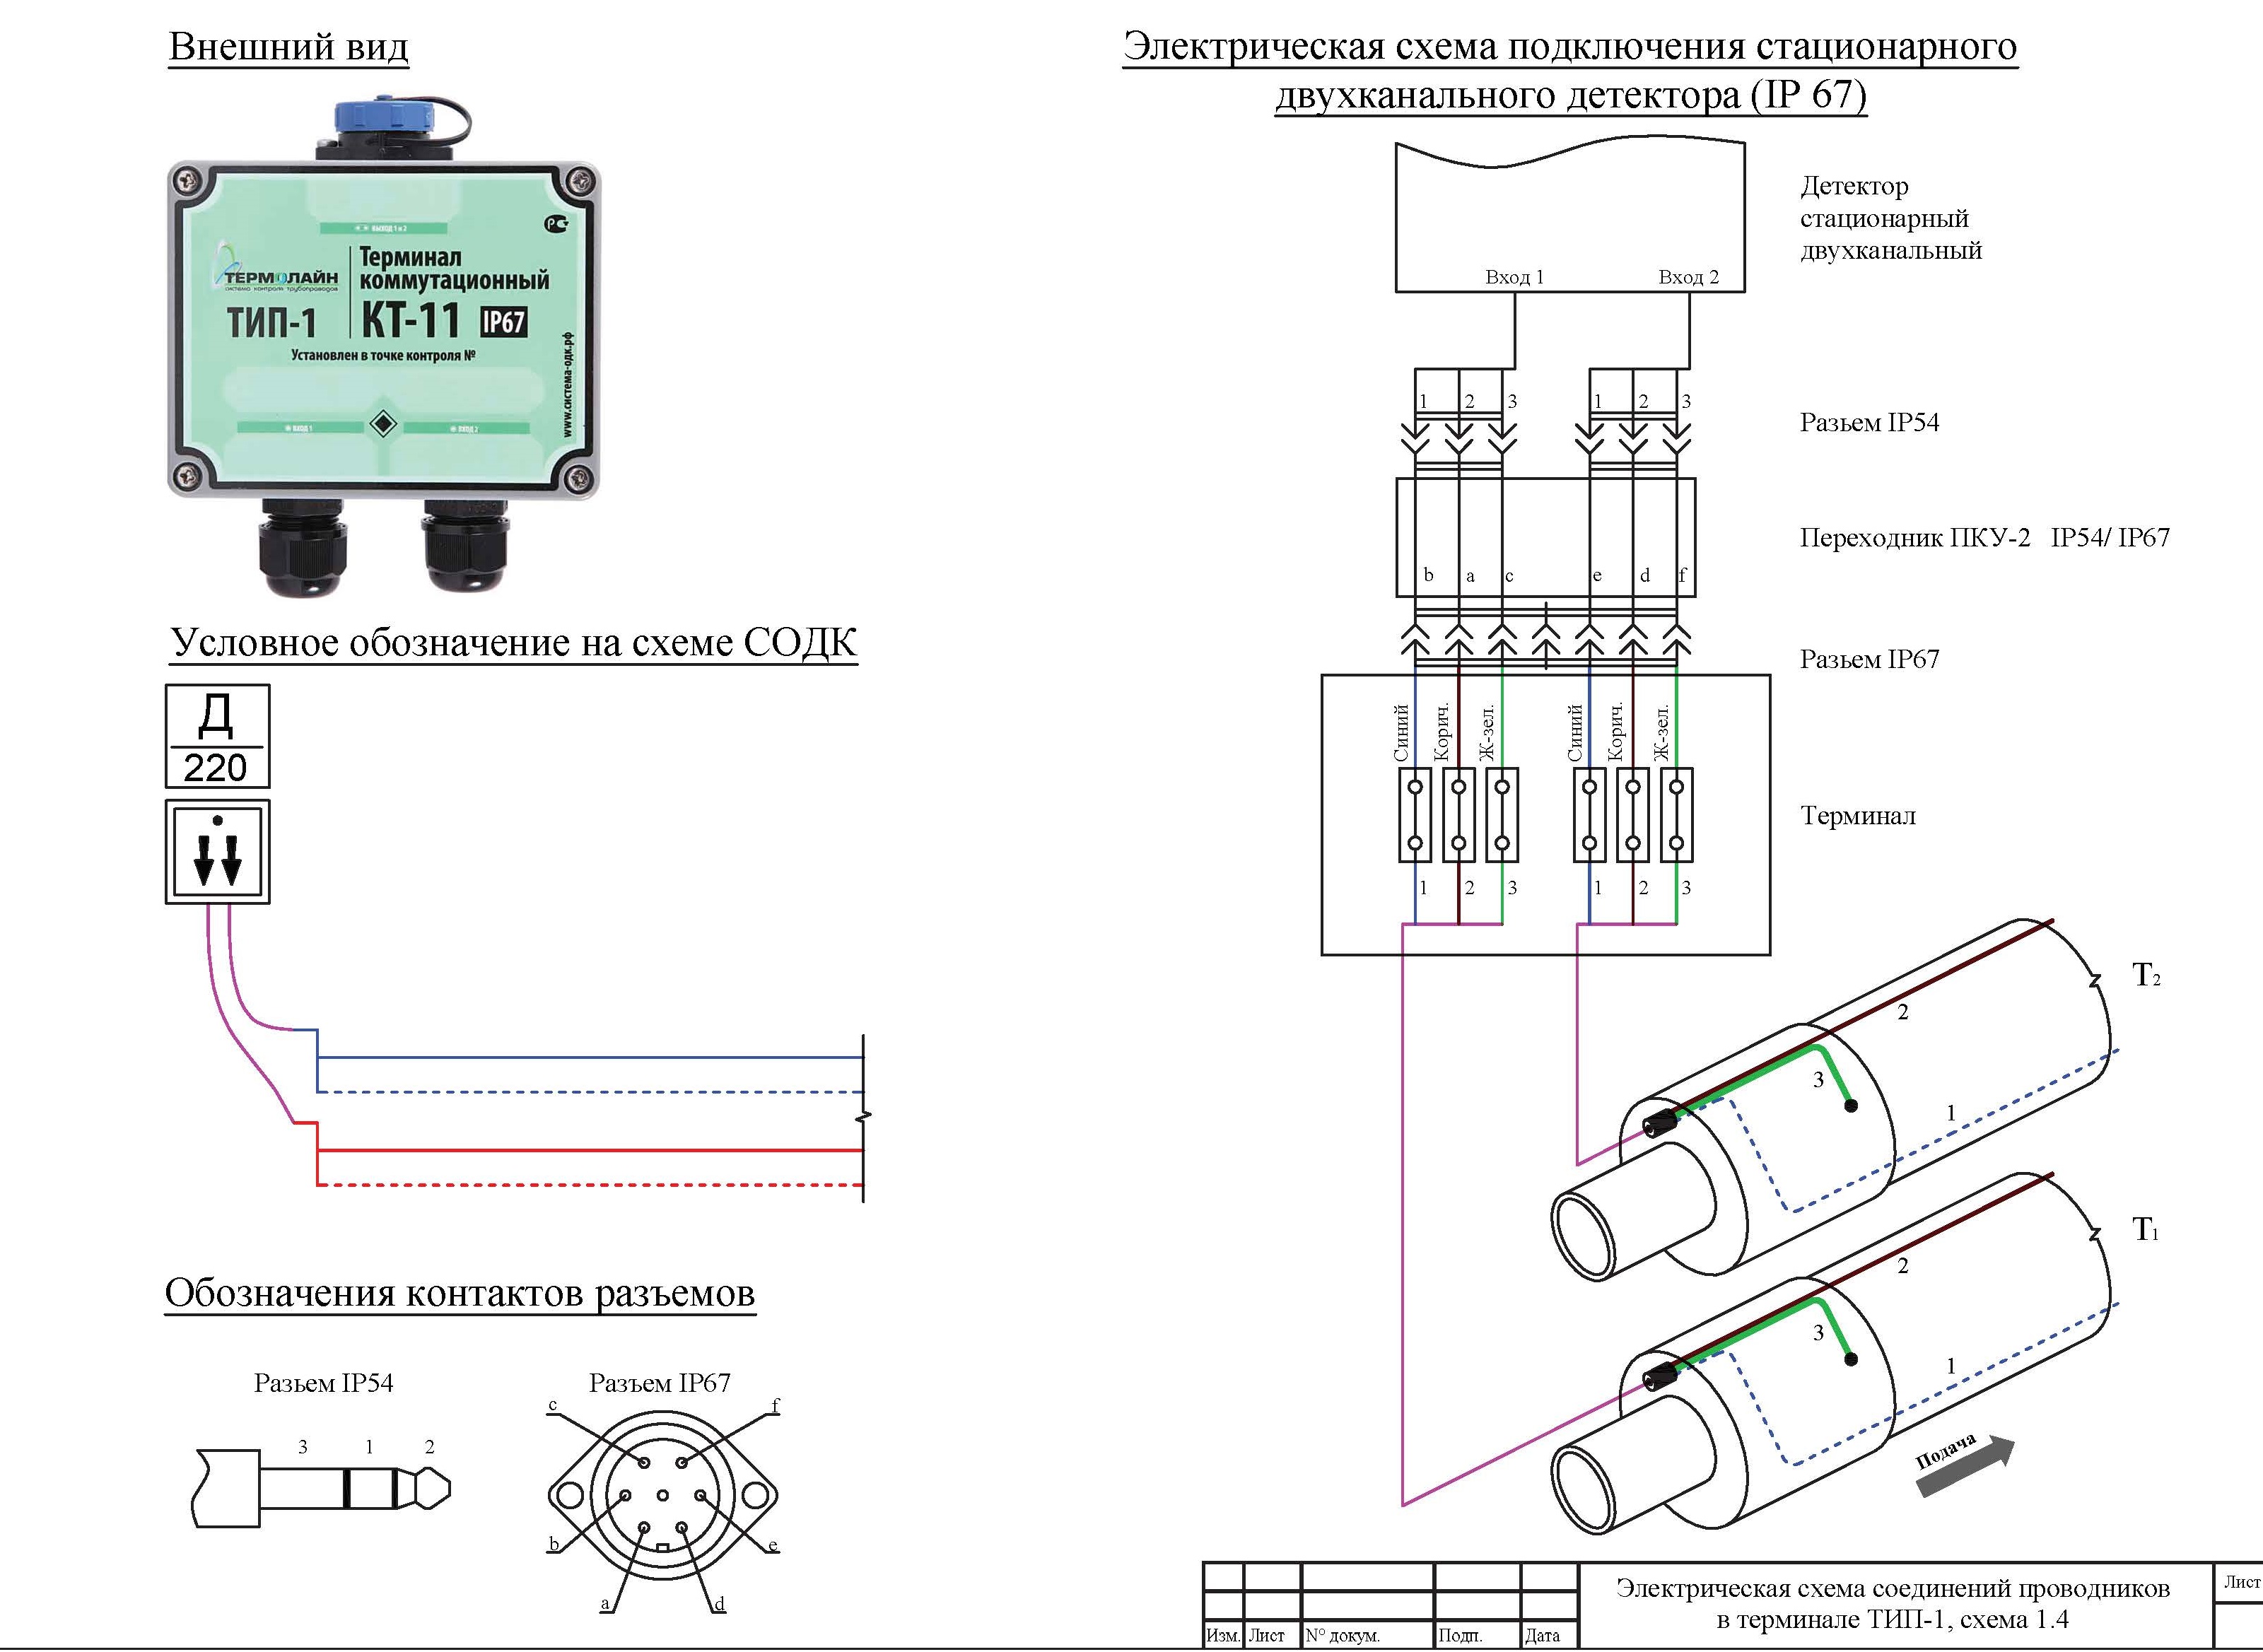 Внешний вид
ВЫХОД 1 и 2
РС
ТЕРМОЛАЙН
система контроля трубопроводов
ТИП-1
Терминал
коммутационный
КТ-11 IP67
Установлен в точке контроля №
www.система-одк.рф
ВХОД 1
ВХОД 2
Условное обозначение на схеме СОДК
Д
220
Обозначения контактов разъемов
Разьем IP54
3 1 2
Разъем IP67
c f
b e
a d
Электрическая схема подключения стационарного
двухканального детектора (IP 67)
Детектор
стационарный
двухканальный
Вход 1 Вход 2
1 2 3 1 2 3
Разьем IP54
Переходник ПКУ-2 IP54/ IP67
b a c e d f
Разьем IP67
Синий Корич. Ж-зел. Синий Корич. Ж-зел.
Терминал
1 2 3 1 2 3
T2
2
3
1
T1
2
3
1
Подача
Изм. Лист N° докум. Подп. Дата
Электрическая схема соединений проводников
в терминале ТИП-1, схема 1.4
Лист